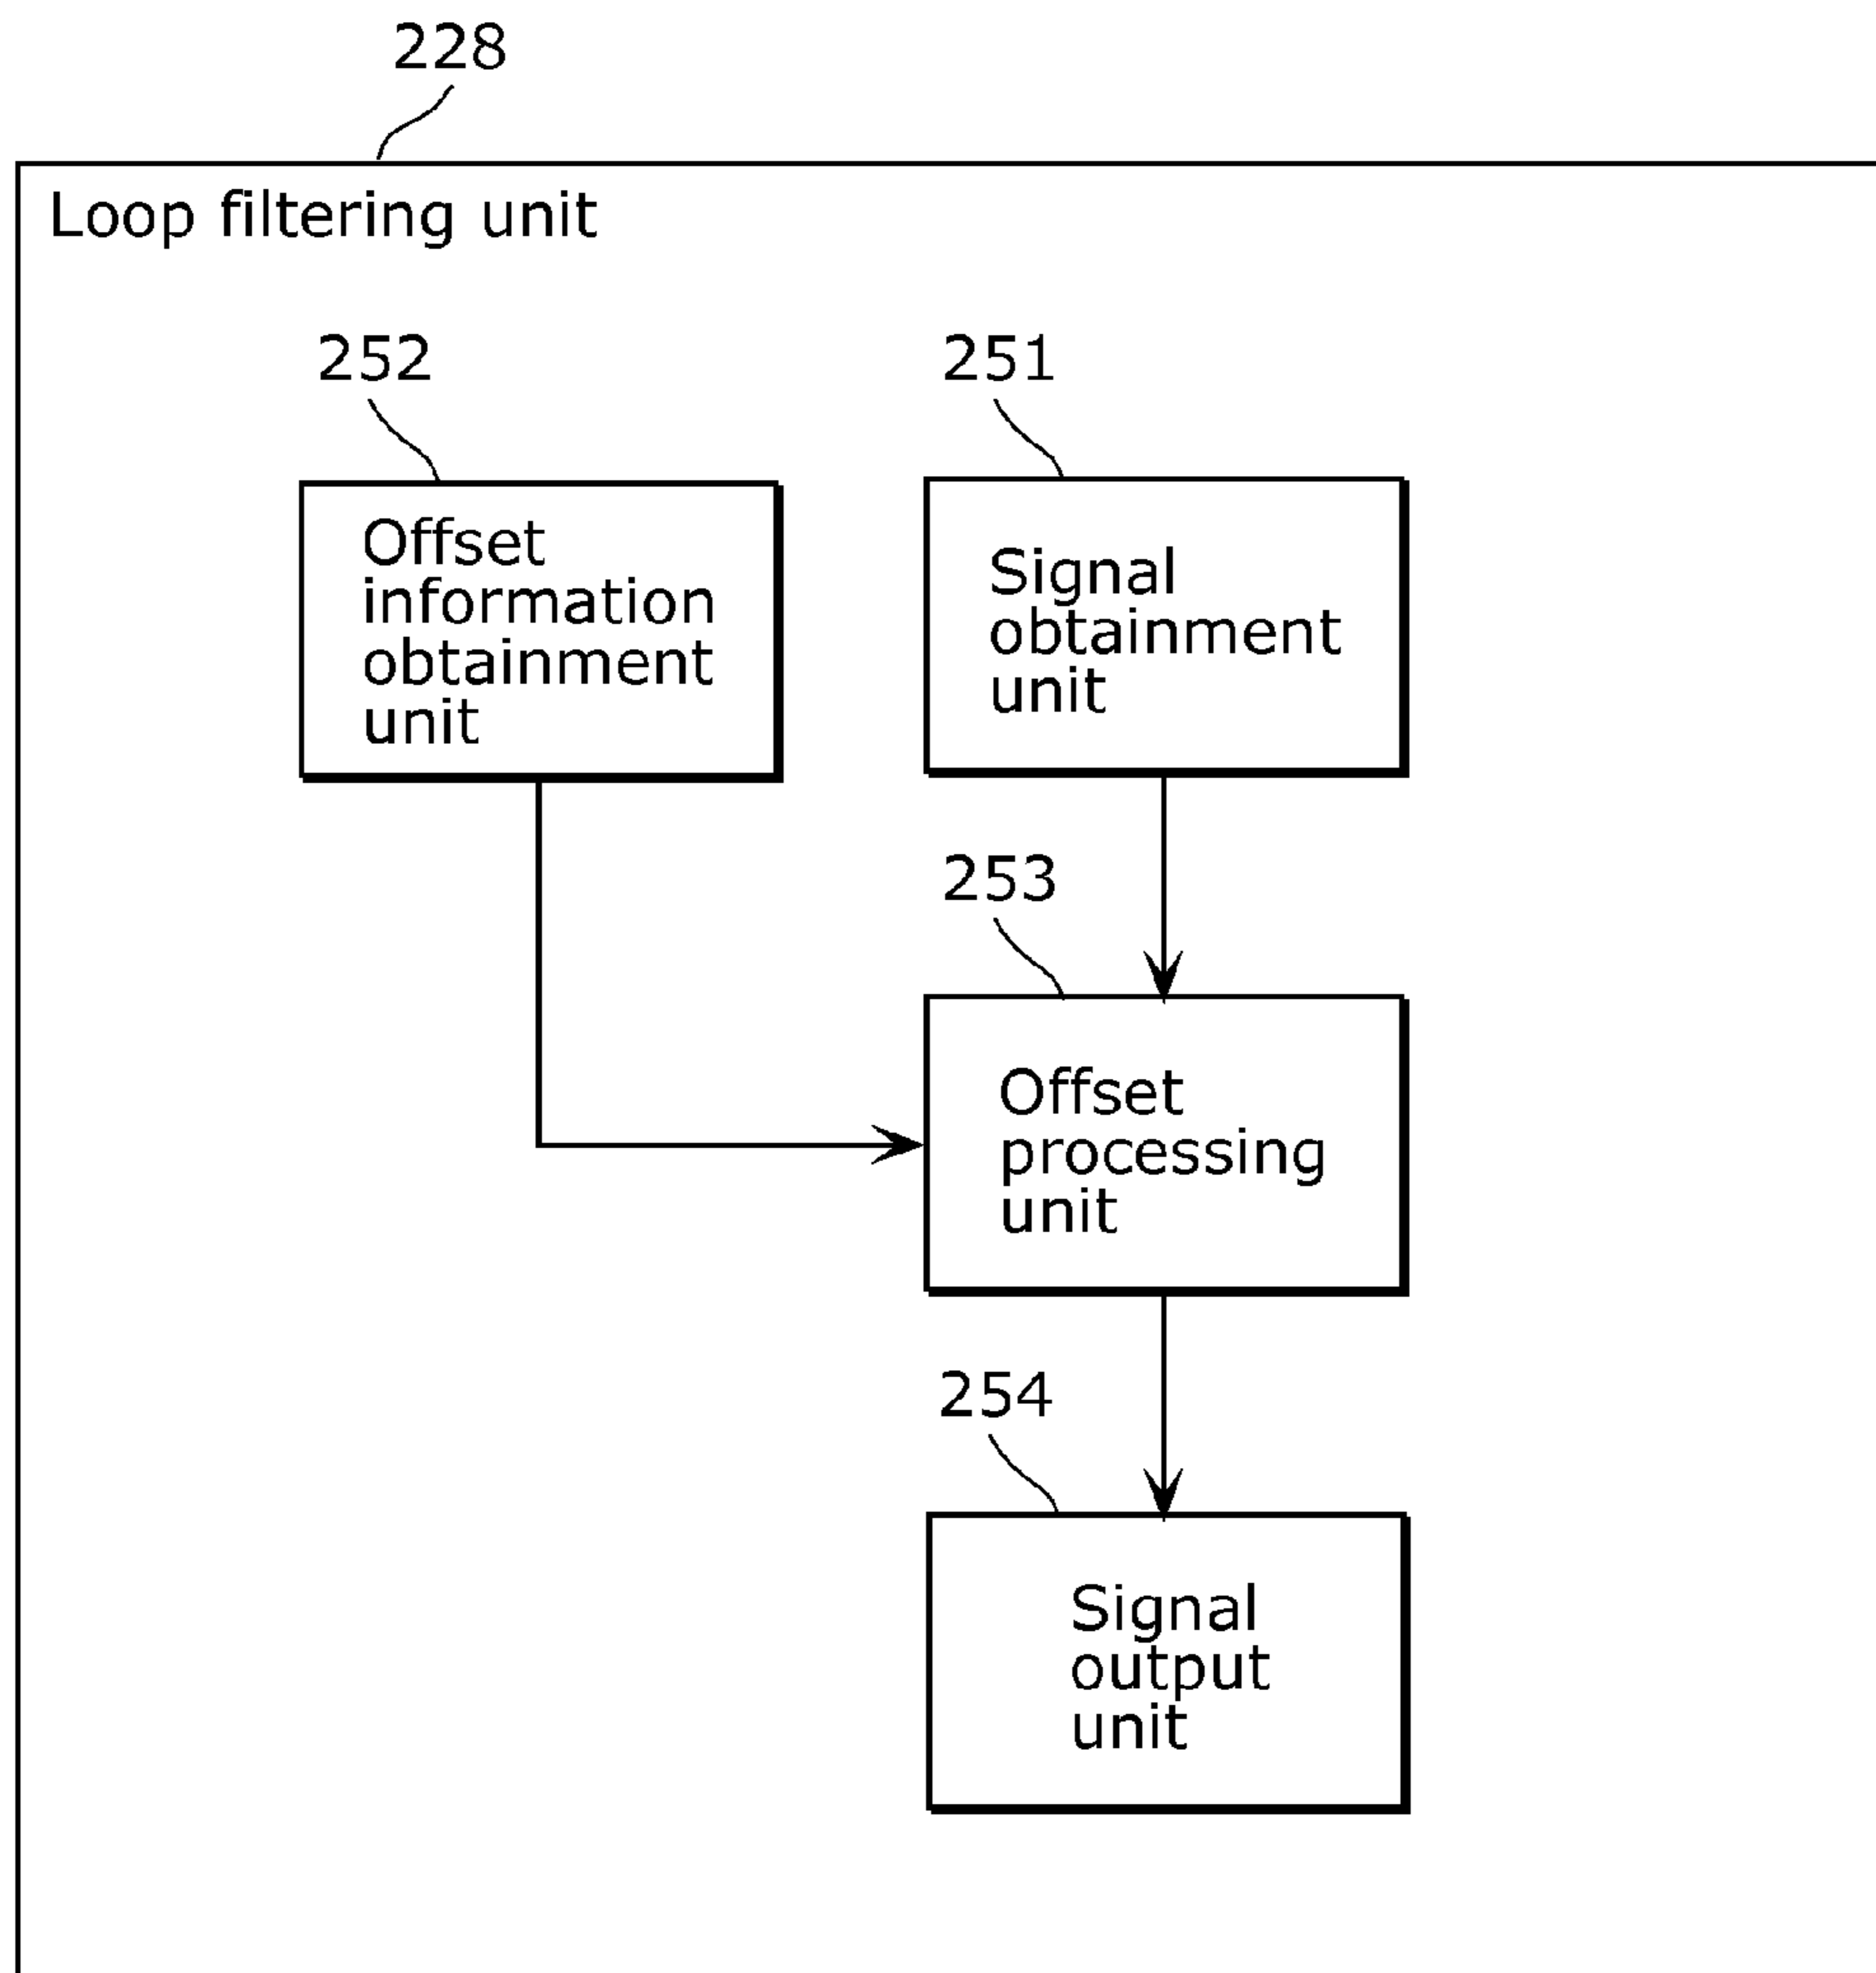 228
Loop filtering unit
252
251
Offset
information
obtainment
unit
Signal
obtainment
unit
253
Offset
processing
unit
254
Signal
output
unit